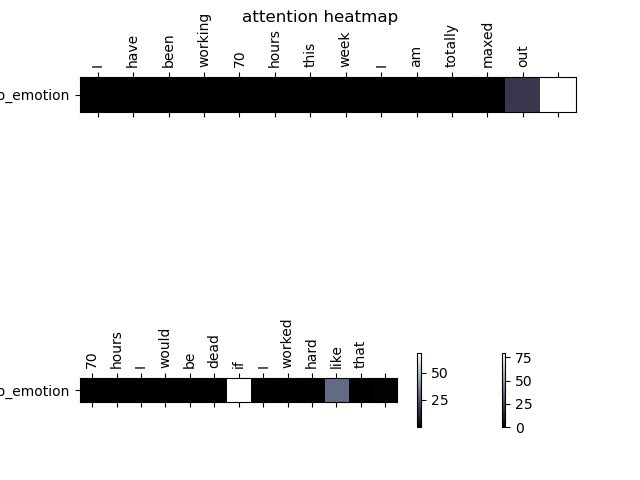 attention heatmap
I have been working 70 hours this week I am totally maxed out
o_emotion
70 hours I would be dead if I worked hard like that
o_emotion
50
25
75
50
25
0